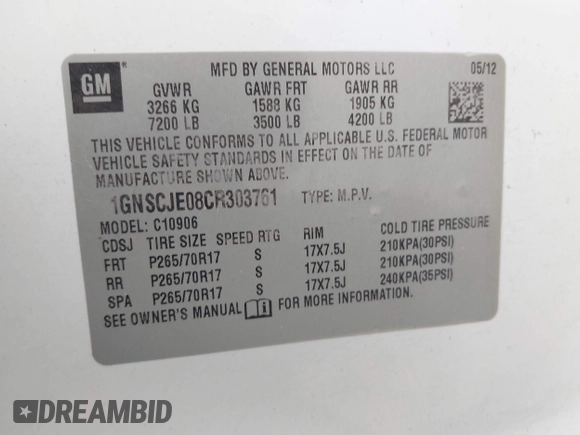 GM
®
MFD BY GENERAL MOTORS LLC 05/12
GVWR GAWR FRT GAWR RR
3266 KG 1588 KG 1905 KG
7200 LB 3500 LB 4200 LB
THIS VEHICLE CONFORMS TO ALL APPLICABLE U.S. FEDERAL MOTOR
VEHICLE SAFETY STANDARDS IN EFFECT ON THE DATE OF
MANUFACTURE SHOWN ABOVE.
1GNSCJE08CR303761 TYPE: M.P.V.
MODEL: C10906
CDSJ TIRE SIZE SPEED RTG RIM COLD TIRE PRESSURE
FRT P265/70R17 S 17X7.5J 210KPA(30PSI)
RR P265/70R17 S 17X7.5J 210KPA(30PSI)
SPA P265/70R17 S 17X7.5J 240KPA(35PSI)
SEE OWNER'S MANUAL i FOR MORE INFORMATION.
DREAMBID